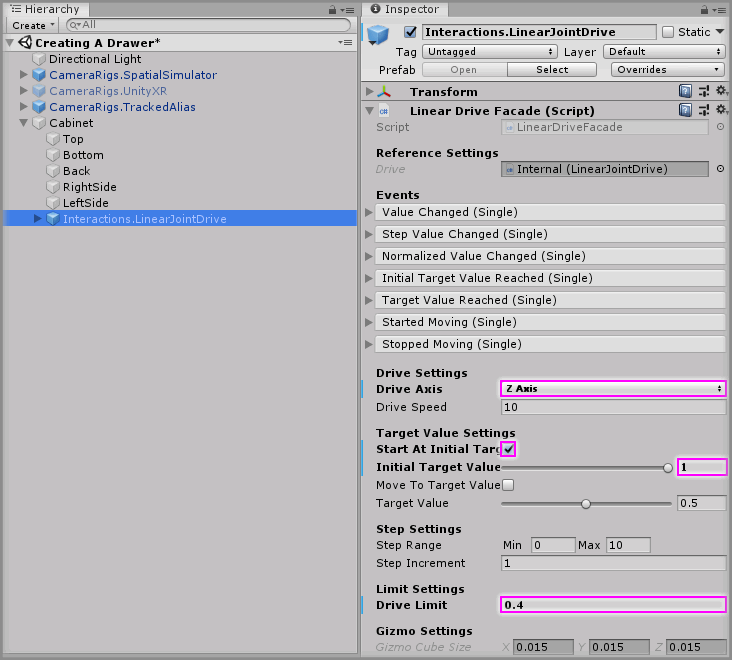 Hierarchy
Create
All
Creating A Drawer*
Directional Light
CameraRigs.SpatialSimulator
CameraRigs.UnityXR
CameraRigs.TrackedAlias
Cabinet
Top
Bottom
Back
RightSide
LeftSide
Interactions.LinearJointDrive
Inspector
Interactions.LinearJointDrive Static
Tag Untagged Layer Default
Prefab Open Select Overrides
Transform
Linear Drive Facade (Script)
Script LinearDriveFacade
Reference Settings
Drive Internal (LinearJointDrive)
Events
Value Changed (Single)
Step Value Changed (Single)
Normalized Value Changed (Single)
Initial Target Value Reached (Single)
Target Value Reached (Single)
Started Moving (Single)
Stopped Moving (Single)
Drive Settings
Drive Axis Z Axis
Drive Speed 10
Target Value Settings
Start At Initial Targ
Initial Target Value 1
Move To Target Value
Target Value 0.5
Step Settings
Step Range Min 0 Max 10
Step Increment 1
Limit Settings
Drive Limit 0.4
Gizmo Settings
Gizmo Cube Size X 0.015 Y 0.015 Z 0.015